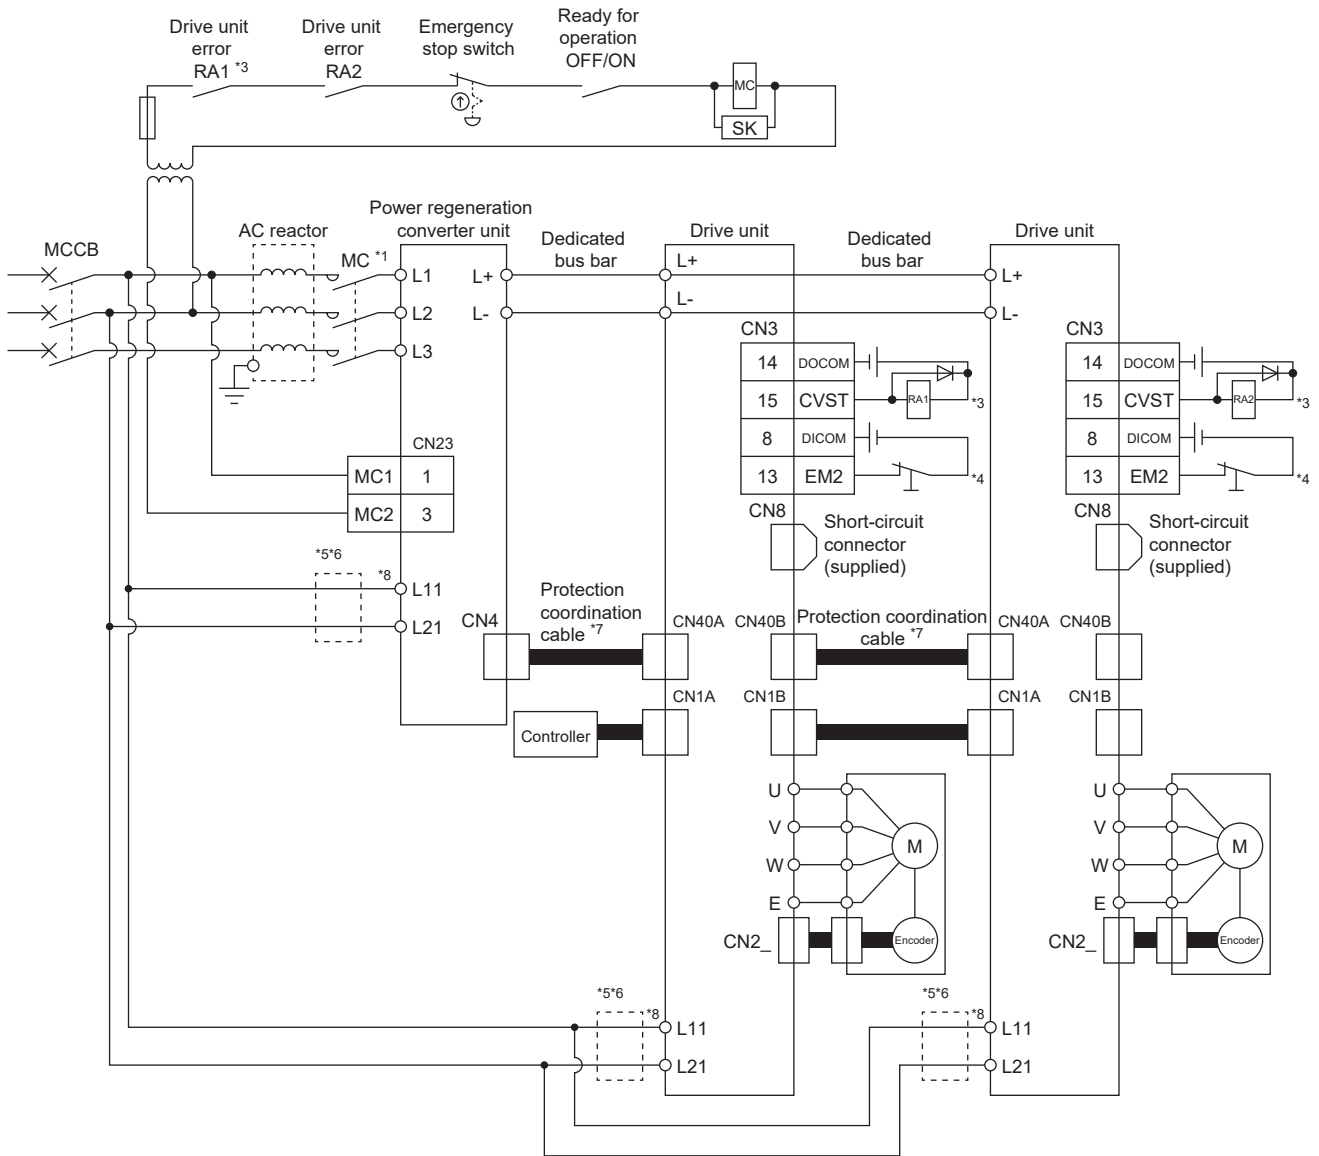 Drive unit
error
RA1 *3
Drive unit
error
RA2
Emergency
stop switch
Ready for
operation
OFF/ON
MC
SK
MCCB
AC reactor
MC *1
Power regeneration
converter unit
L1
L2
L3
L+
L-
Dedicated
bus bar
Drive unit
L+
L-
Dedicated
bus bar
Drive unit
L+
L-
CN3
14 DOCOM
15 CVST
8 DICOM
13 EM2
RA1
*3
*4
CN3
14 DOCOM
15 CVST
8 DICOM
13 EM2
RA2
*3
*4
CN23
MC1 1
MC2 3
CN8
Short-circuit
connector
(supplied)
CN8
Short-circuit
connector
(supplied)
*5*6
*8
L11
L21
CN4
Protection
coordination
cable *7
CN40A
CN40B
Protection coordination
cable *7
CN40A
CN40B
Controller
CN1A
CN1B
CN1A
CN1B
U
V
W
E
M
CN2_
Encoder
U
V
W
E
M
CN2_
Encoder
*5*6
*8
L11
L21
*5*6
*8
L11
L21